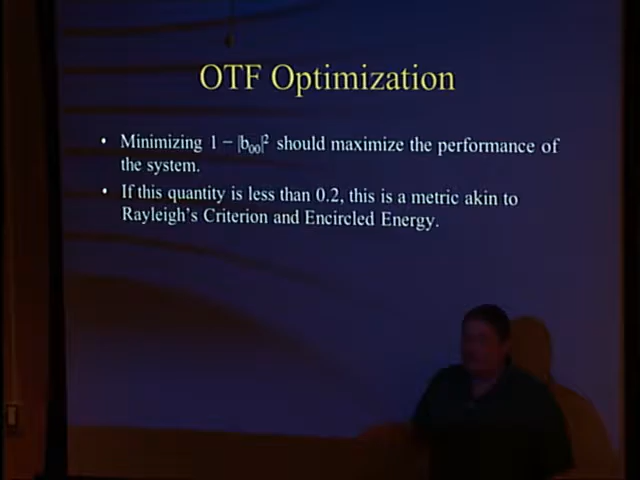 OTF Optimization
• Minimizing 1 − |b₀₀|² should maximize the performance of
the system.
• If this quantity is less than 0.2, this is a metric akin to
Rayleigh's Criterion and Encircled Energy.